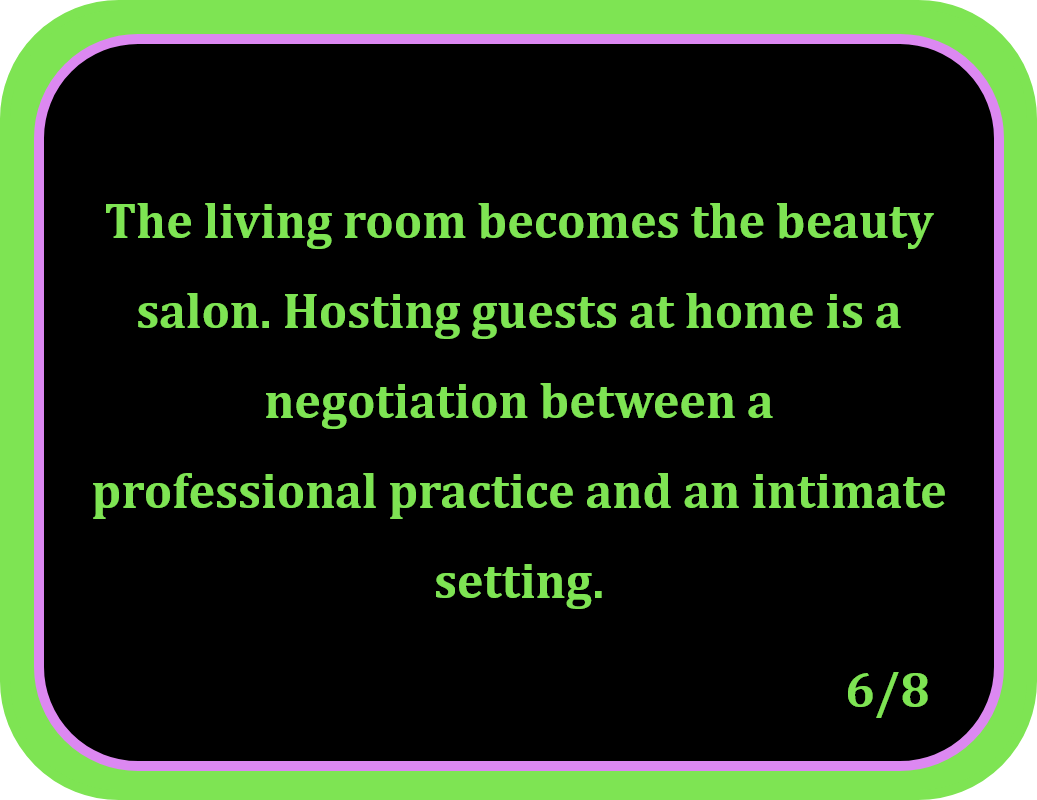 The living room becomes the beauty
salon. Hosting guests at home is a
negotiation between a
professional practice and an intimate
setting.
6/8